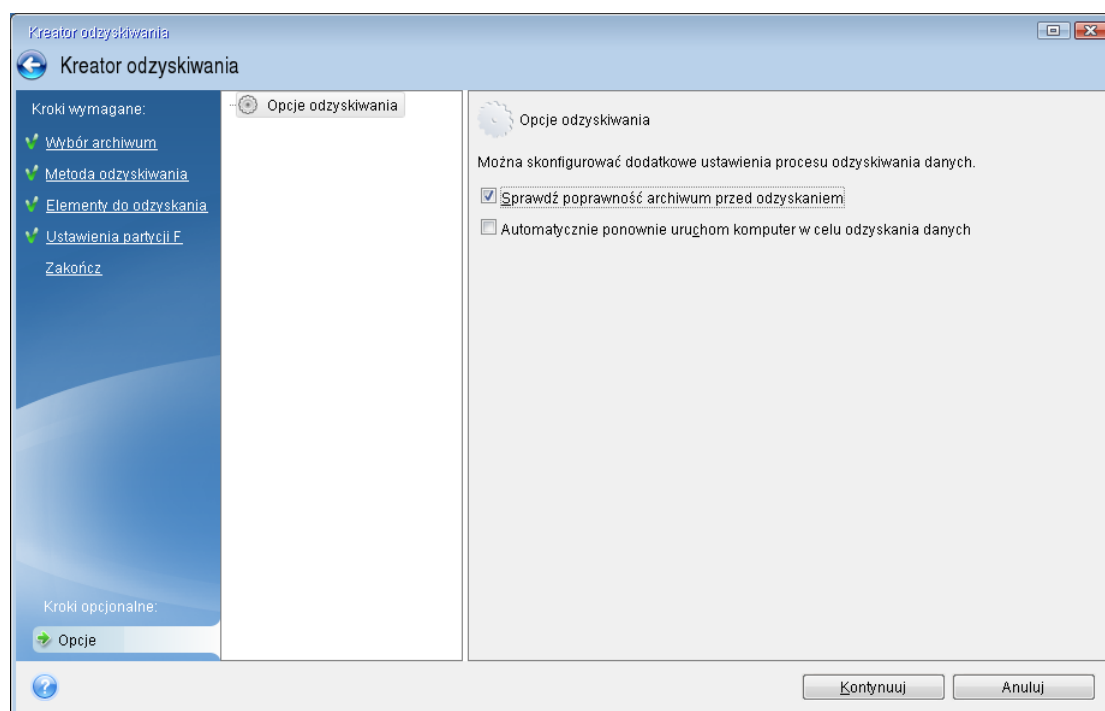 Kreator odzyskiwania
Kreator odzyskiwania
Kroki wymagane:
Wybór archiwum
Metoda odzyskiwania
Elementy do odzyskania
Ustawienia partycji F
Zakończ
Kroki opcjonalne:
Opcje
Opcje odzyskiwania
Opcje odzyskiwania
Można skonfigurować dodatkowe ustawienia procesu odzyskiwania danych.
Sprawdź poprawność archiwum przed odzyskaniem
Automatycznie ponownie uruchom komputer w celu odzyskania danych
Kontynuuj
Anuluj